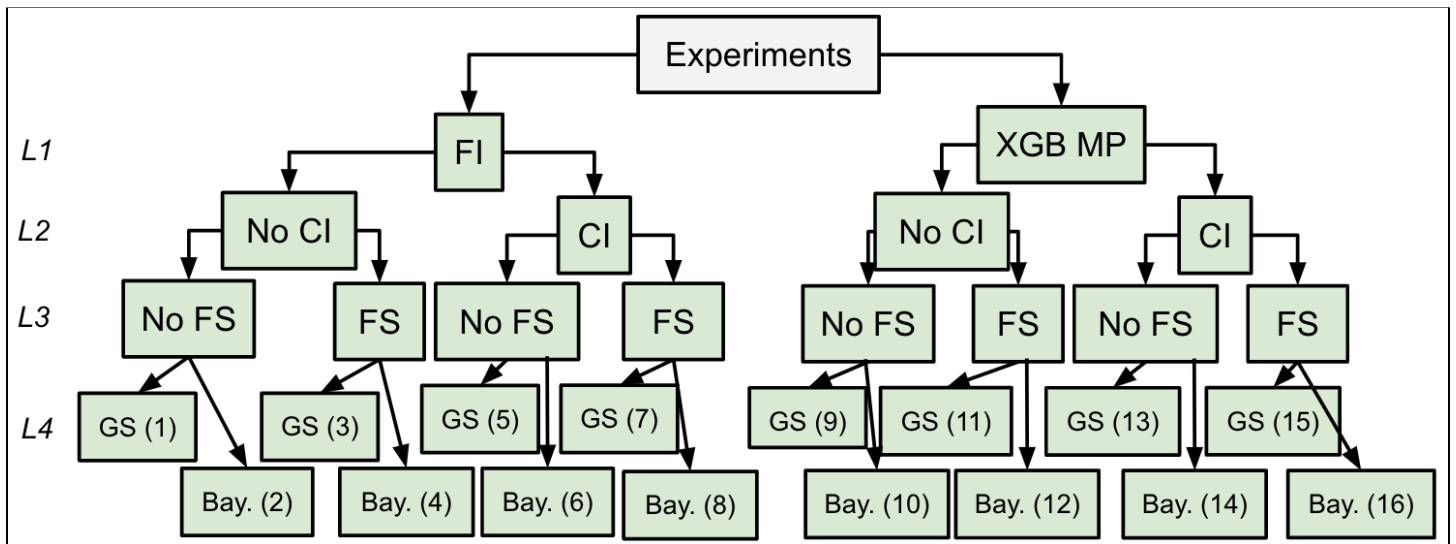 Experiments
L1
FI
XGB MP
L2
No CI
CI
No CI
CI
L3
No FS
FS
No FS
FS
No FS
FS
No FS
FS
L4
GS (1)
GS (3)
GS (5)
GS (7)
GS (9)
GS (11)
GS (13)
GS (15)
Bay. (2)
Bay. (4)
Bay. (6)
Bay. (8)
Bay. (10)
Bay. (12)
Bay. (14)
Bay. (16)